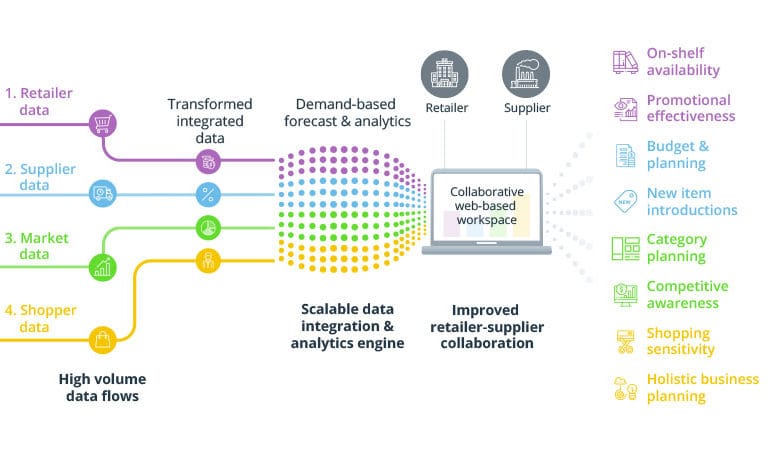 1. Retailer
data
2. Supplier
data
3. Market
data
4. Shopper
data
High volume
data flows
Transformed
integrated
data
Demand-based
forecast & analytics
Scalable data
integration &
analytics engine
Retailer
Supplier
Collaborative
web-based
workspace
Improved
retailer-supplier
collaboration
On-shelf
availability
Promotional
effectiveness
Budget &
planning
NEW
New item
introductions
Category
planning
Competitive
awareness
Shopping
sensitivity
Holistic business
planning